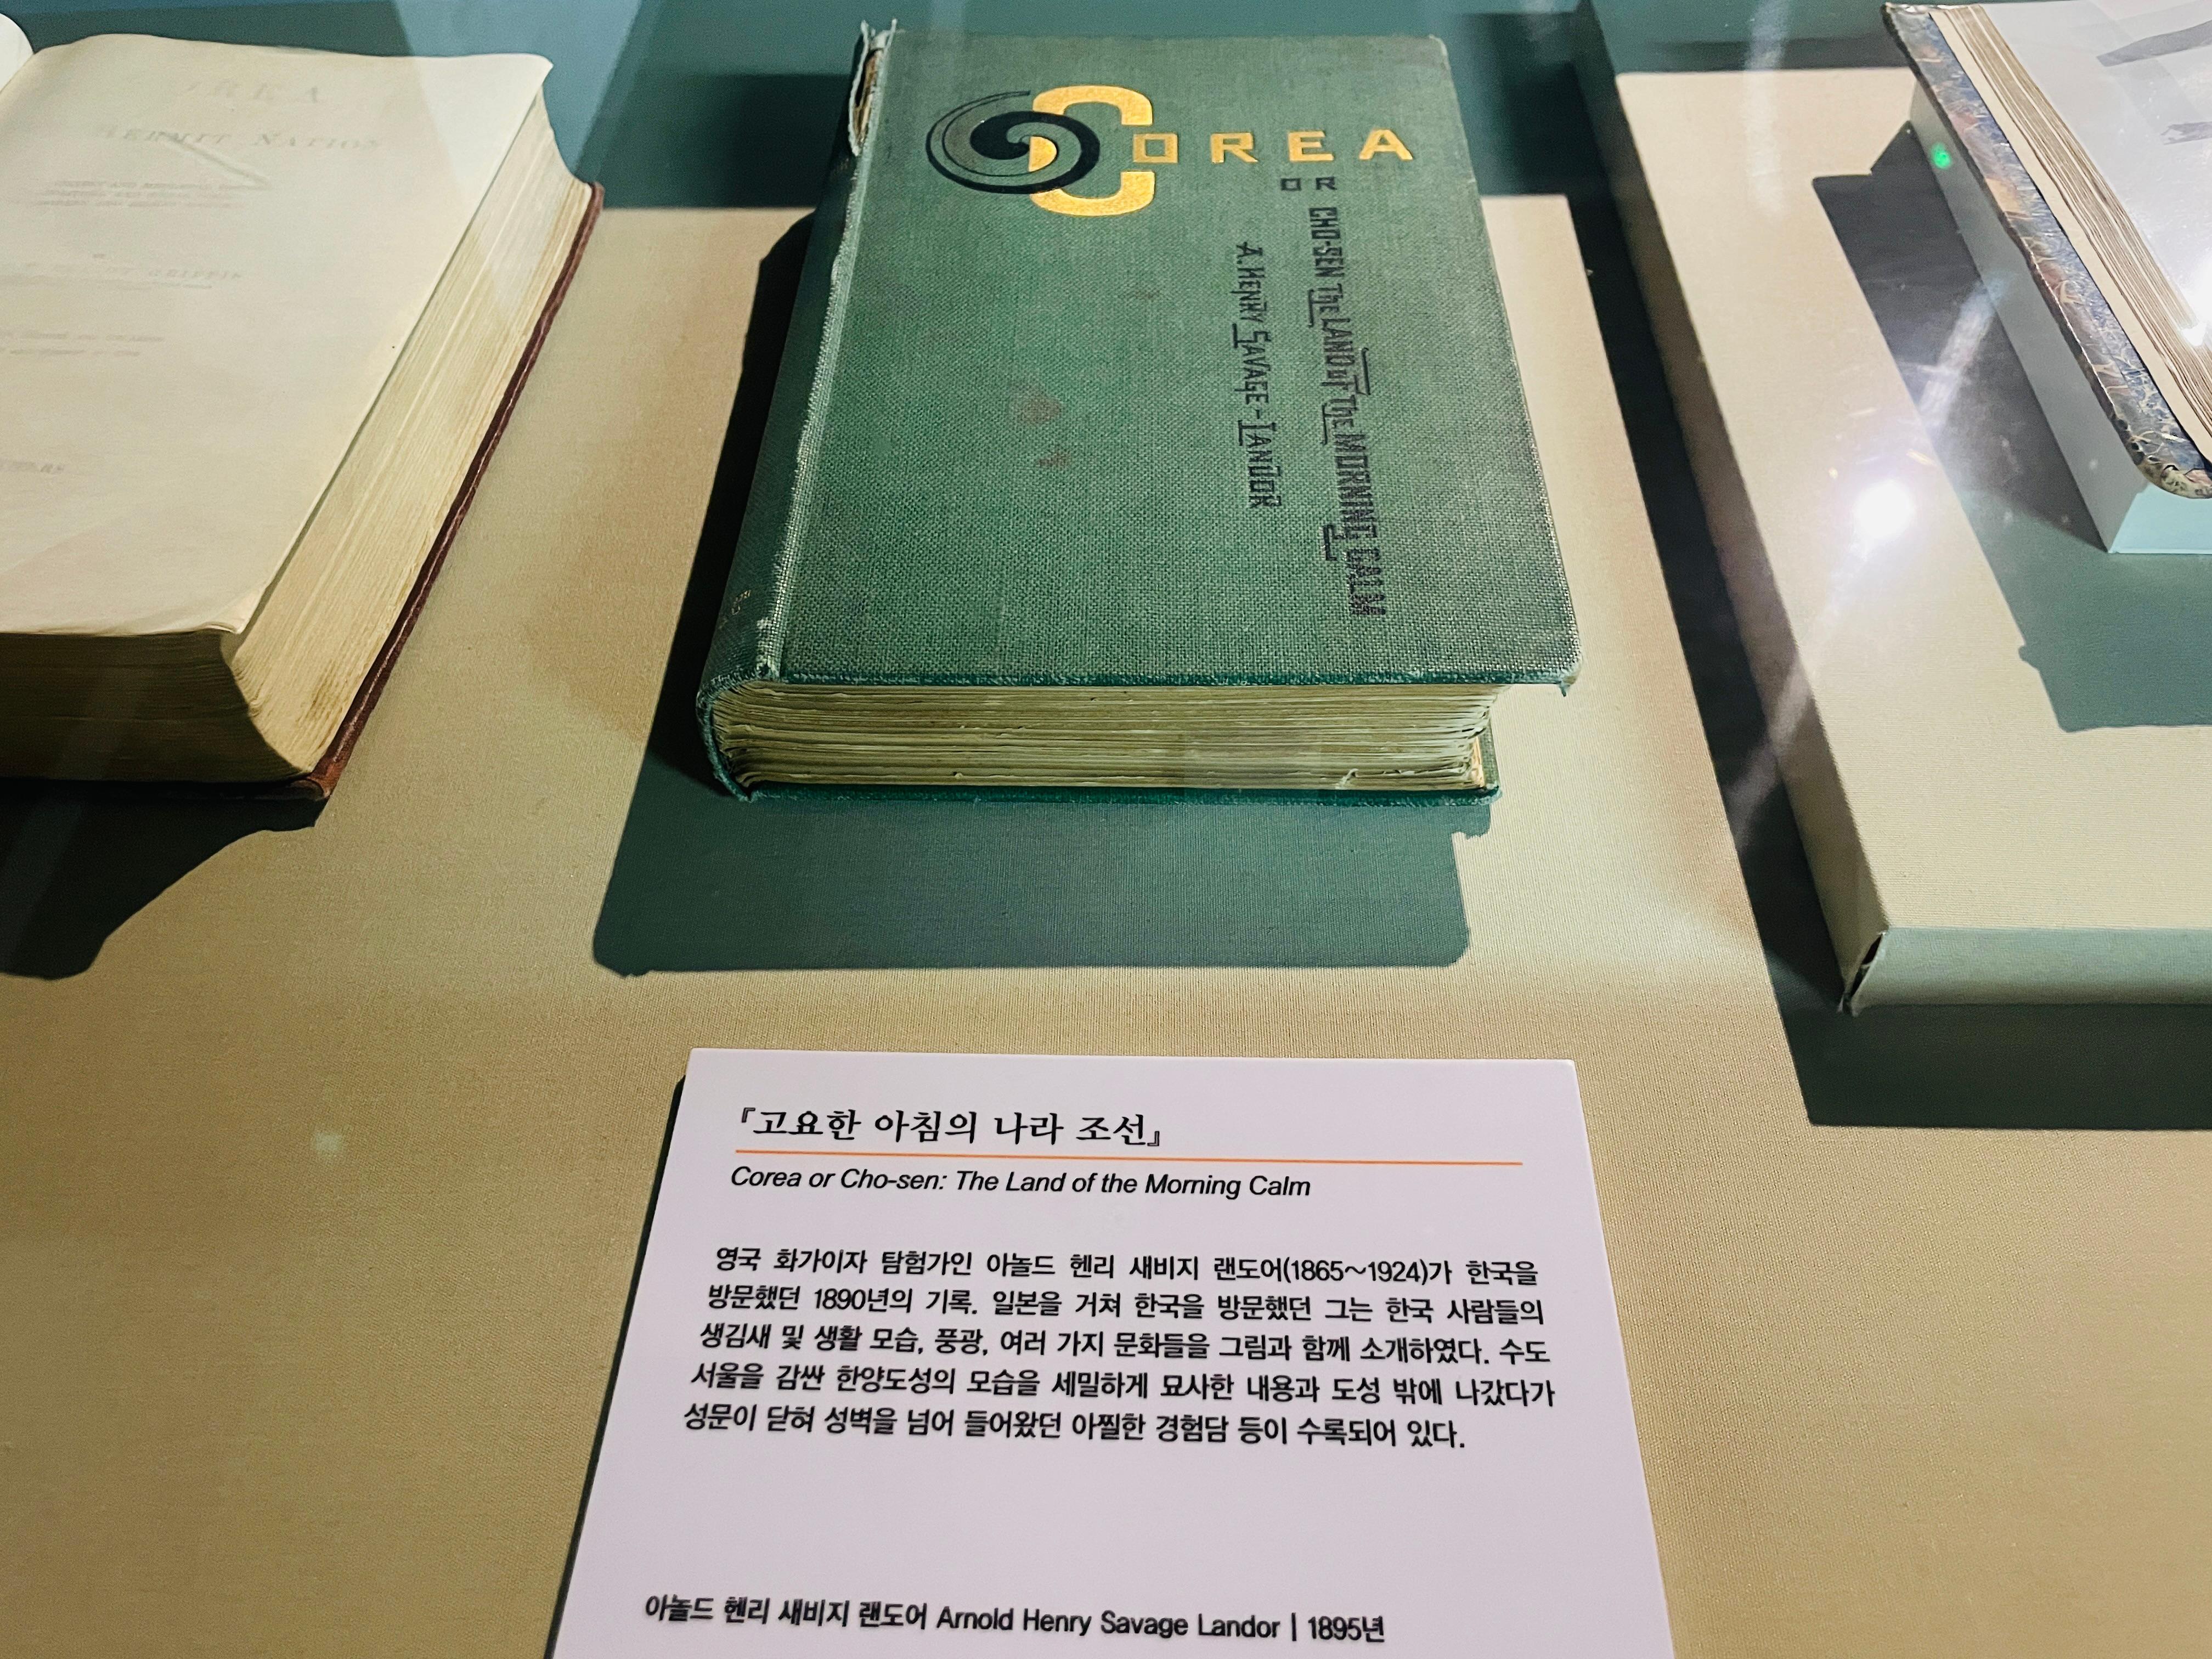 HERMIT NATION
GRIFFIS
COREA
OR
CHO-SEN The LAND of The MORNING CALM
A. HENRY SAVAGE-LANDOR
『고요한 아침의 나라 조선』
Corea or Cho-sen: The Land of the Morning Calm
영국 화가이자 탐험가인 아놀드 헨리 새비지 랜도어(1865~1924)가 한국을
방문했던 1890년의 기록. 일본을 거쳐 한국을 방문했던 그는 한국 사람들의
생김새 및 생활 모습, 풍광, 여러 가지 문화들을 그림과 함께 소개하였다. 수도
서울을 감싼 한양도성의 모습을 세밀하게 묘사한 내용과 도성 밖에 나갔다가
성문이 닫혀 성벽을 넘어 들어왔던 아찔한 경험담 등이 수록되어 있다.
아놀드 헨리 새비지 랜도어 Arnold Henry Savage Landor | 1895년